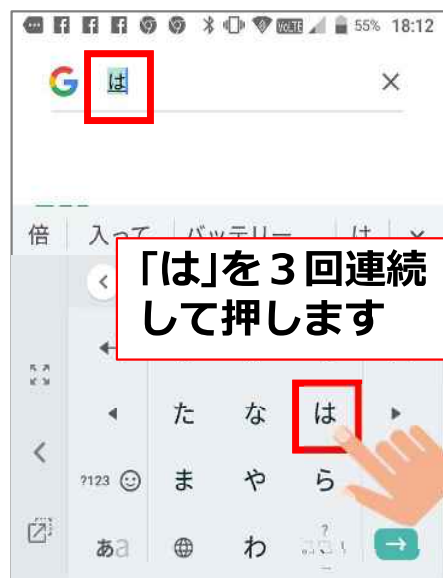 55% 18:12
G は ×
倍 入って バッテリー は
「は」を３回連続
して押します
た な は
?123 ま や ら
あa わ